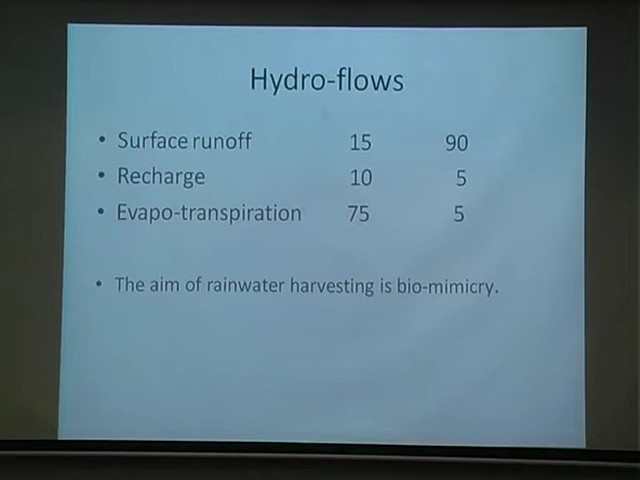 Hydro-flows
• Surface runoff 15 90
• Recharge 10 5
• Evapo-transpiration 75 5
• The aim of rainwater harvesting is bio-mimicry.